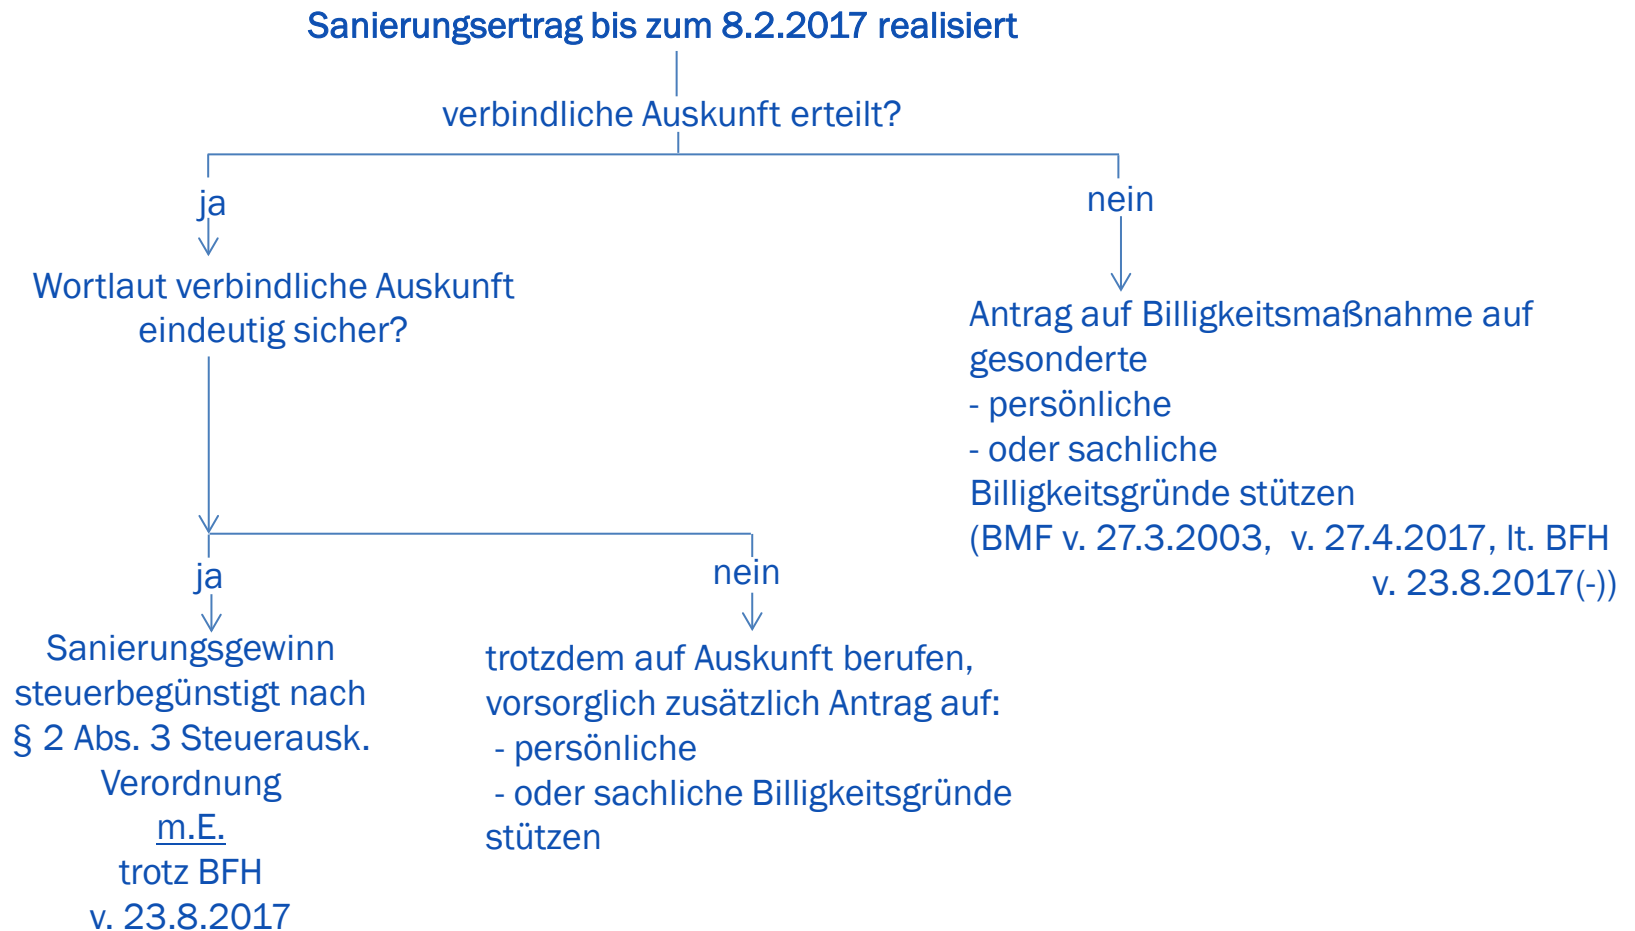 Sanierungsertrag bis zum 8.2.2017 realisiert
verbindliche Auskunft erteilt?
ja
nein
Wortlaut verbindliche Auskunft
eindeutig sicher?
Antrag auf Billigkeitsmaßnahme auf
gesonderte
- persönliche
- oder sachliche
Billigkeitsgründe stützen
(BMF v. 27.3.2003, v. 27.4.2017, lt. BFH
v. 23.8.2017(-))
ja
nein
Sanierungsgewinn
steuerbegünstigt nach
§ 2 Abs. 3 Steuerausk.
Verordnung
m.E.
trotz BFH
v. 23.8.2017
trotzdem auf Auskunft berufen,
vorsorglich zusätzlich Antrag auf:
- persönliche
- oder sachliche Billigkeitsgründe
stützen